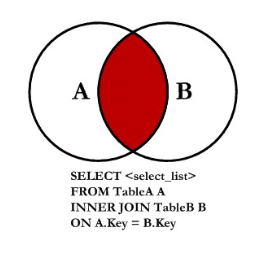 A B
SELECT <select_list>
FROM TableA A
INNER JOIN TableB B
ON A.Key = B.Key